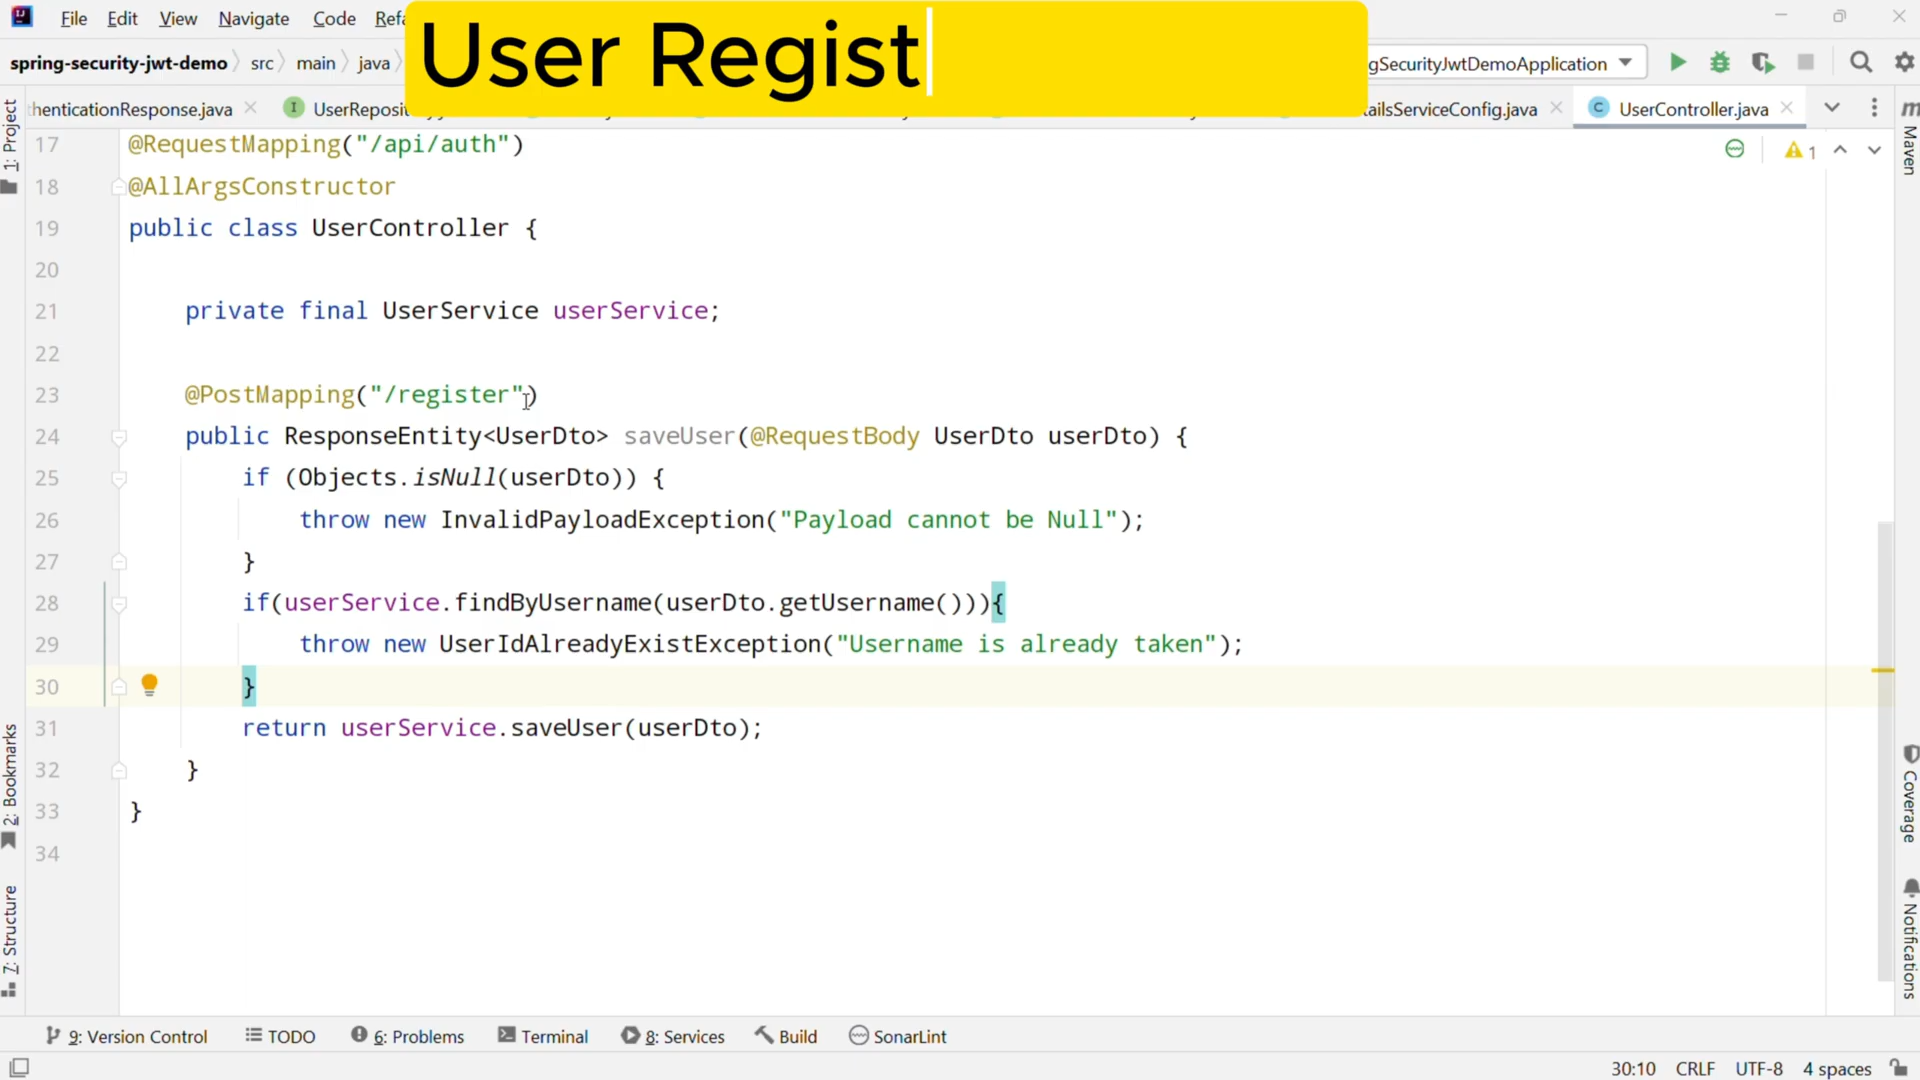 File Edit View Navigate Code Refa
User Regist
spring-security-jwt-demo src main java
gSecurityJwtDemoApplication
henticationResponse.java
UserReposit
ailsServiceConfig.java
UserController.java
1: Project
Maven
1
17 @RequestMapping("/api/auth")
18 @AllArgsConstructor
19 public class UserController {
20
21 private final UserService userService;
22
23 @PostMapping("/register")
24 public ResponseEntity<UserDto> saveUser(@RequestBody UserDto userDto) {
25 if (Objects.isNull(userDto)) {
26 throw new InvalidPayloadException("Payload cannot be Null");
27 }
28 if(userService.findByUsername(userDto.getUsername())){
29 throw new UserIdAlreadyExistException("Username is already taken");
30 }
31 return userService.saveUser(userDto);
32 }
33 }
34
2: Bookmarks
7: Structure
Coverage
Notifications
9: Version Control TODO 6: Problems Terminal 8: Services Build SonarLint
30:10 CRLF UTF-8 4 spaces